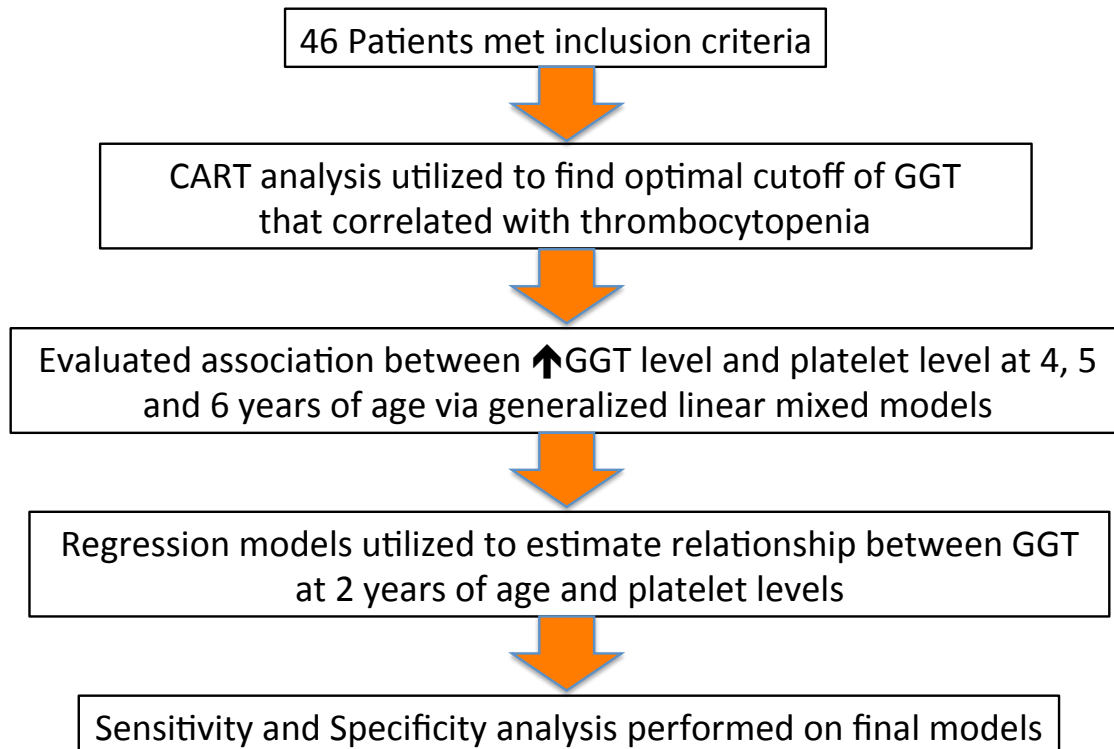 46 Patients met inclusion criteria
CART analysis utilized to find optimal cutoff of GGT
that correlated with thrombocytopenia
Evaluated association between ↑GGT level and platelet level at 4, 5
and 6 years of age via generalized linear mixed models
Regression models utilized to estimate relationship between GGT
at 2 years of age and platelet levels
Sensitivity and Specificity analysis performed on final models